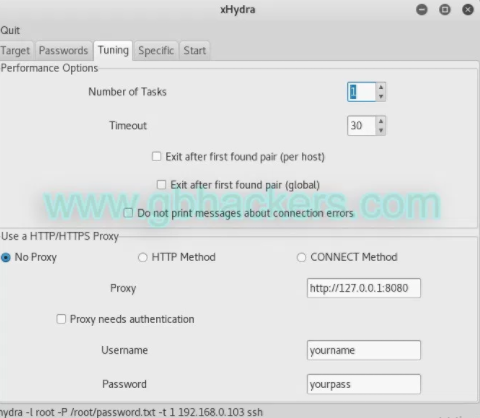 xHydra
Quit
Target Passwords Tuning Specific Start
Performance Options
Number of Tasks 1
Timeout 30
Exit after first found pair (per host)
Exit after first found pair (global)
www.gbhackers.com
Do not print messages about connection errors
Use a HTTP/HTTPS Proxy
No Proxy HTTP Method CONNECT Method
Proxy http://127.0.0.1:8080
Proxy needs authentication
Username yourname
Password yourpass
hydra -l root -P /root/password.txt -t 1 192.168.0.103 ssh